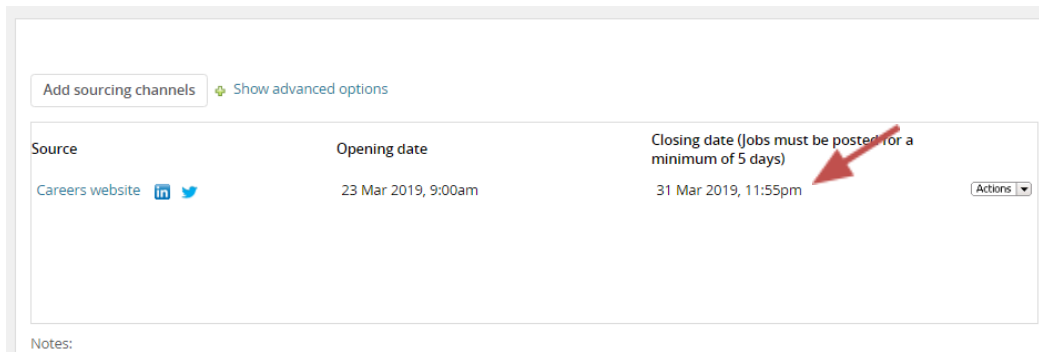 Add sourcing channels Show advanced options
Source Opening date Closing date (Jobs must be posted for a
minimum of 5 days)
Careers website in 23 Mar 2019, 9:00am 31 Mar 2019, 11:55pm Actions
Notes: